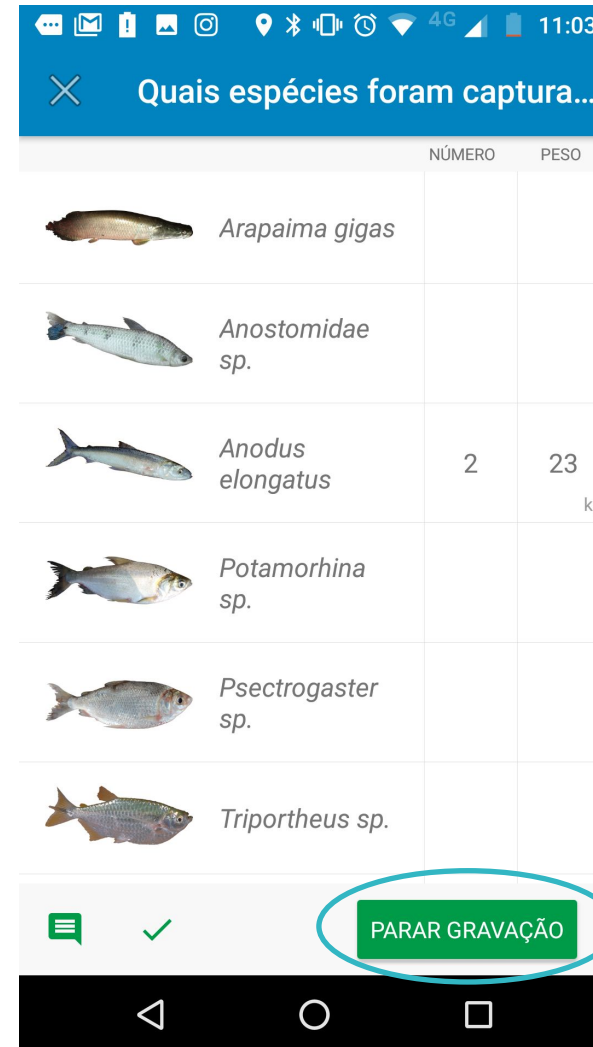 4G 11:03
Quais espécies foram captura...
NÚMERO PESO
Arapaima gigas
Anostomidae
sp.
Anodus
elongatus
2 23
k
Potamorhina
sp.
Psectrogaster
sp.
Triportheus sp.
PARAR GRAVAÇÃO